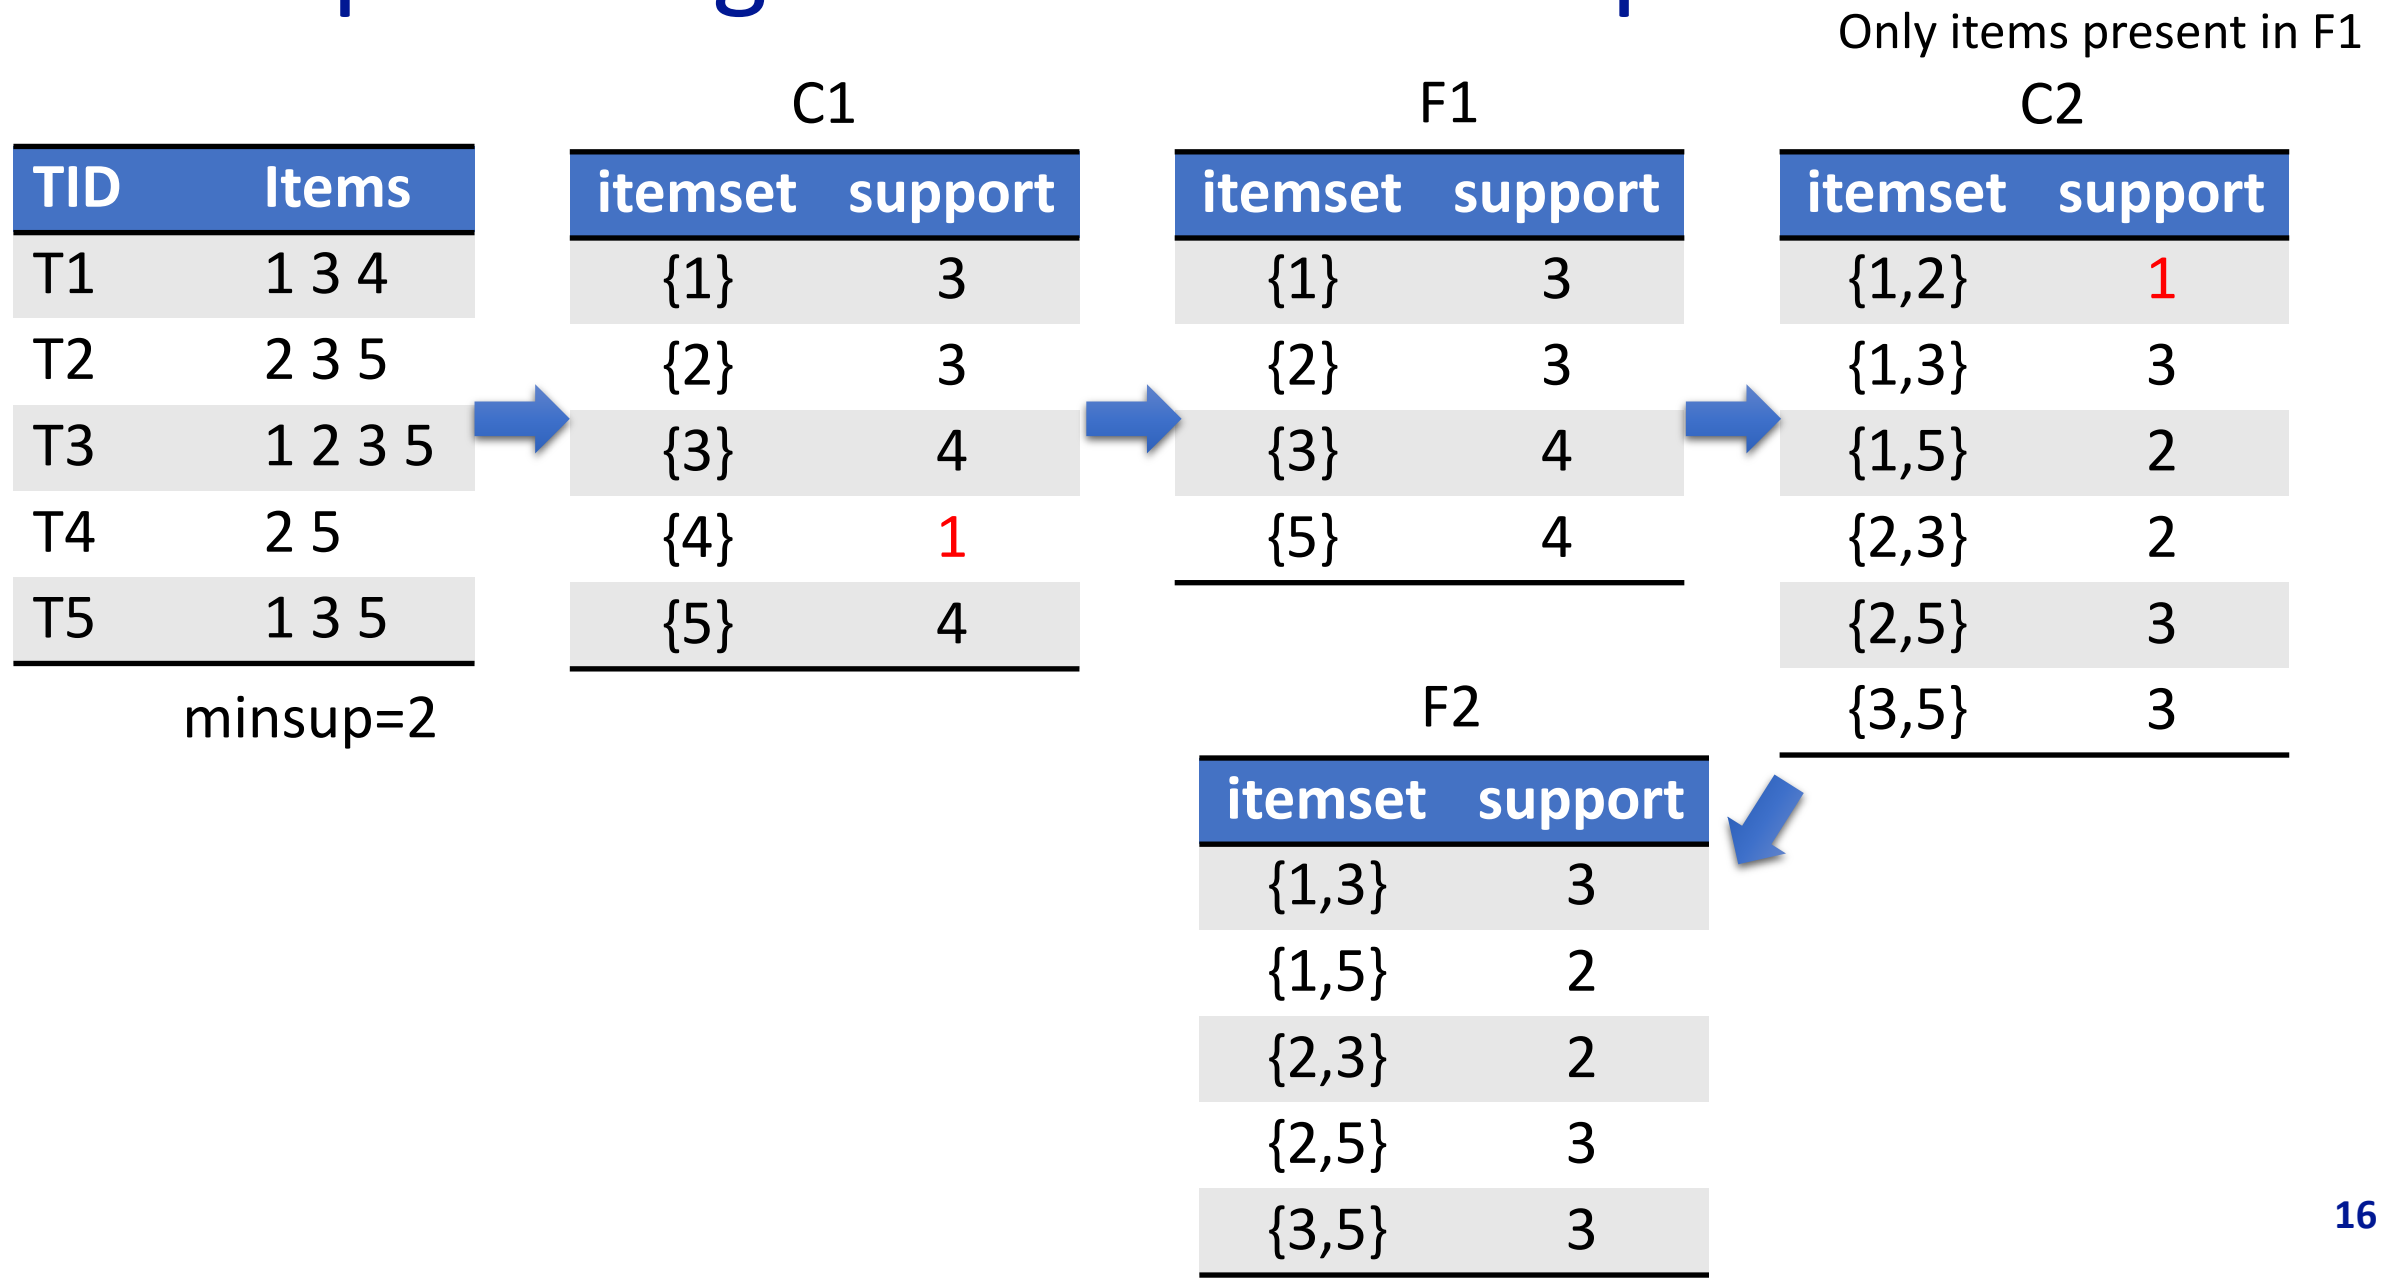 Only items present in F1
C1
F1
C2
TID Items
T1 1 3 4
T2 2 3 5
T3 1 2 3 5
T4 2 5
T5 1 3 5
minsup=2
itemset support
{1} 3
{2} 3
{3} 4
{4} 1
{5} 4
itemset support
{1} 3
{2} 3
{3} 4
{5} 4
itemset support
{1,2} 1
{1,3} 3
{1,5} 2
{2,3} 2
{2,5} 3
{3,5} 3
F2
itemset support
{1,3} 3
{1,5} 2
{2,3} 2
{2,5} 3
{3,5} 3
16